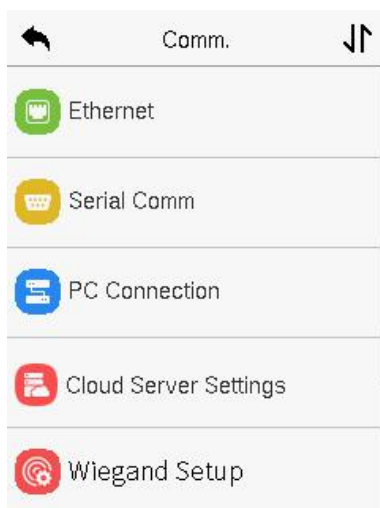 Comm.
Ethernet
Serial Comm
PC Connection
Cloud Server Settings
Wiegand Setup